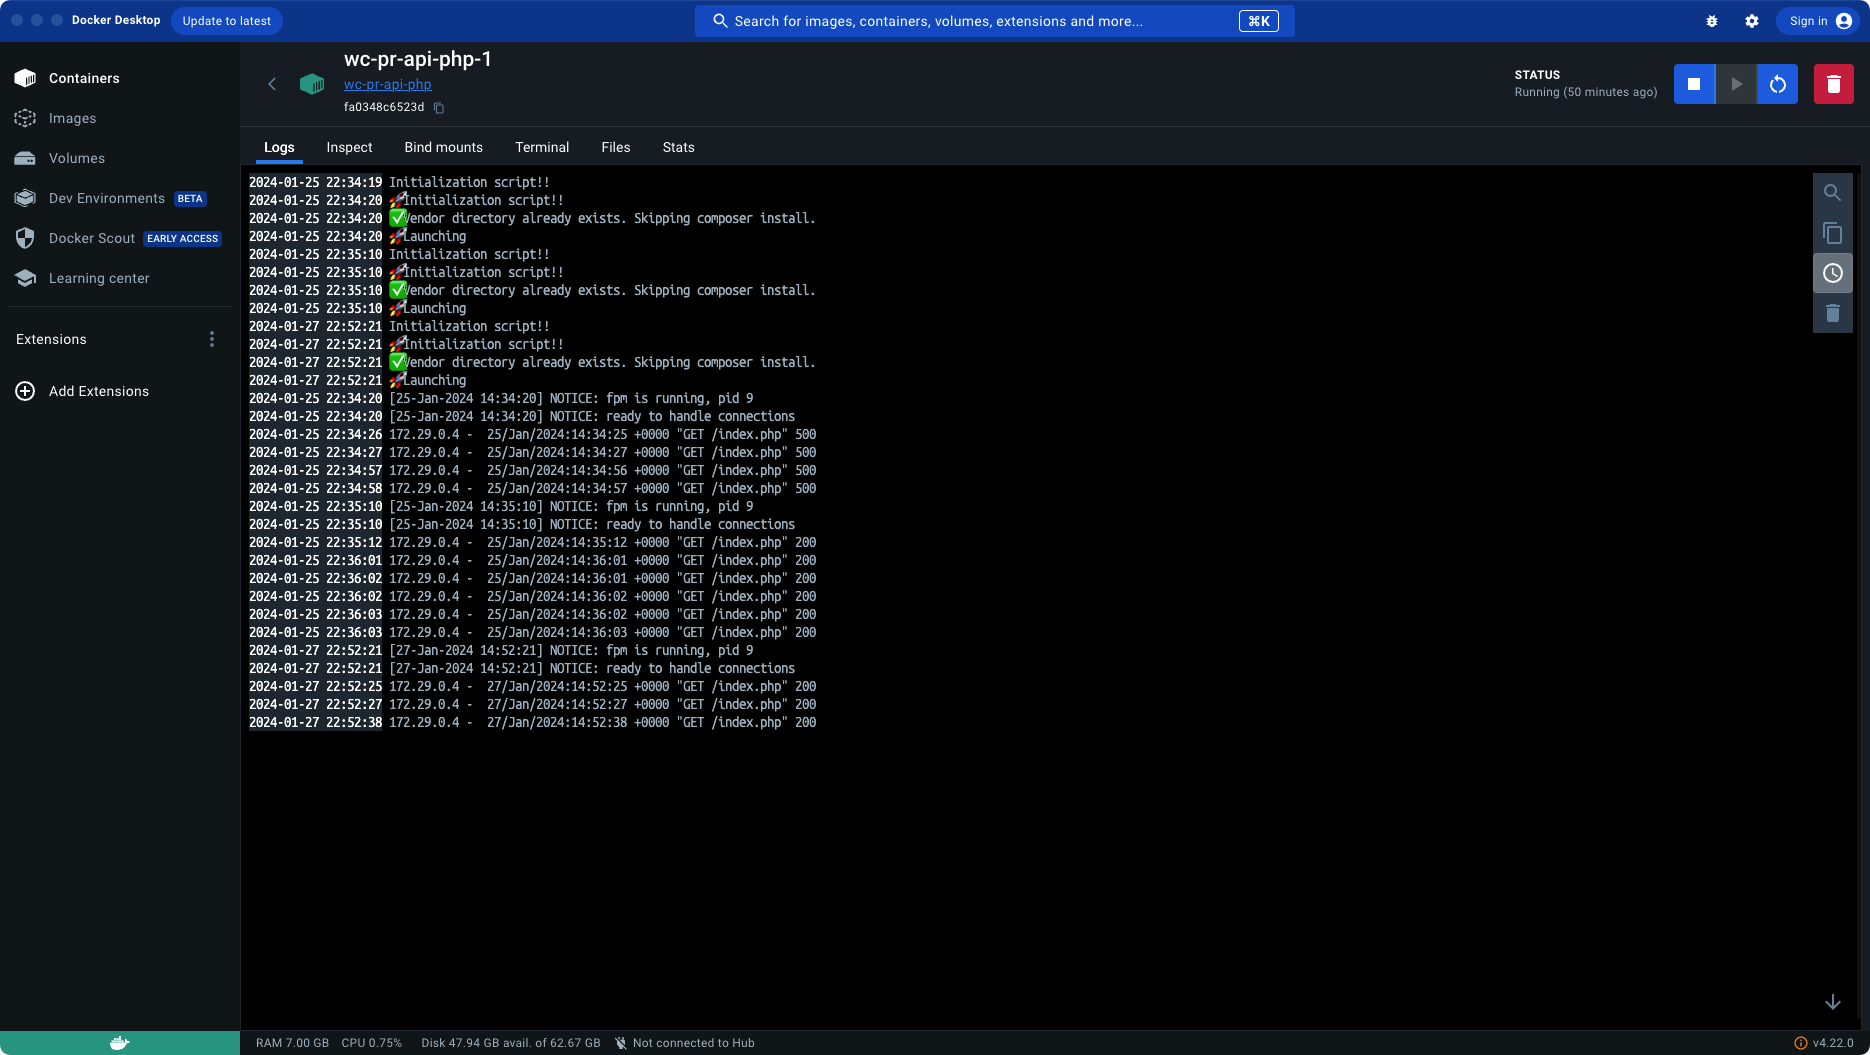 Docker Desktop
Update to latest
Search for images, containers, volumes, extensions and more...
⌘K
Sign in
Containers
Images
Volumes
Dev Environments BETA
Docker Scout EARLY ACCESS
Learning center
Extensions
Add Extensions
wc-pr-api-php-1
wc-pr-api-php
fa0348c6523d
STATUS
Running (50 minutes ago)
Logs Inspect Bind mounts Terminal Files Stats
2024-01-25 22:34:19 Initialization script!!
2024-01-25 22:34:20 🚀Initialization script!!
2024-01-25 22:34:20 ✅Vendor directory already exists. Skipping composer install.
2024-01-25 22:34:20 🚀Launching
2024-01-25 22:35:10 Initialization script!!
2024-01-25 22:35:10 🚀Initialization script!!
2024-01-25 22:35:10 ✅Vendor directory already exists. Skipping composer install.
2024-01-25 22:35:10 🚀Launching
2024-01-27 22:52:21 Initialization script!!
2024-01-27 22:52:21 🚀Initialization script!!
2024-01-27 22:52:21 ✅Vendor directory already exists. Skipping composer install.
2024-01-27 22:52:21 🚀Launching
2024-01-25 22:34:20 [25-Jan-2024 14:34:20] NOTICE: fpm is running, pid 9
2024-01-25 22:34:20 [25-Jan-2024 14:34:20] NOTICE: ready to handle connections
2024-01-25 22:34:26 172.29.0.4 -  25/Jan/2024:14:34:25 +0000 "GET /index.php" 500
2024-01-25 22:34:27 172.29.0.4 -  25/Jan/2024:14:34:27 +0000 "GET /index.php" 500
2024-01-25 22:34:57 172.29.0.4 -  25/Jan/2024:14:34:56 +0000 "GET /index.php" 500
2024-01-25 22:34:58 172.29.0.4 -  25/Jan/2024:14:34:57 +0000 "GET /index.php" 500
2024-01-25 22:35:10 [25-Jan-2024 14:35:10] NOTICE: fpm is running, pid 9
2024-01-25 22:35:10 [25-Jan-2024 14:35:10] NOTICE: ready to handle connections
2024-01-25 22:35:12 172.29.0.4 -  25/Jan/2024:14:35:12 +0000 "GET /index.php" 200
2024-01-25 22:36:01 172.29.0.4 -  25/Jan/2024:14:36:01 +0000 "GET /index.php" 200
2024-01-25 22:36:02 172.29.0.4 -  25/Jan/2024:14:36:01 +0000 "GET /index.php" 200
2024-01-25 22:36:02 172.29.0.4 -  25/Jan/2024:14:36:02 +0000 "GET /index.php" 200
2024-01-25 22:36:03 172.29.0.4 -  25/Jan/2024:14:36:02 +0000 "GET /index.php" 200
2024-01-25 22:36:03 172.29.0.4 -  25/Jan/2024:14:36:03 +0000 "GET /index.php" 200
2024-01-27 22:52:21 [27-Jan-2024 14:52:21] NOTICE: fpm is running, pid 9
2024-01-27 22:52:21 [27-Jan-2024 14:52:21] NOTICE: ready to handle connections
2024-01-27 22:52:25 172.29.0.4 -  27/Jan/2024:14:52:25 +0000 "GET /index.php" 200
2024-01-27 22:52:27 172.29.0.4 -  27/Jan/2024:14:52:27 +0000 "GET /index.php" 200
2024-01-27 22:52:38 172.29.0.4 -  27/Jan/2024:14:52:38 +0000 "GET /index.php" 200
RAM 7.00 GB CPU 0.75% Disk 47.94 GB avail. of 62.67 GB Not connected to Hub
v4.22.0